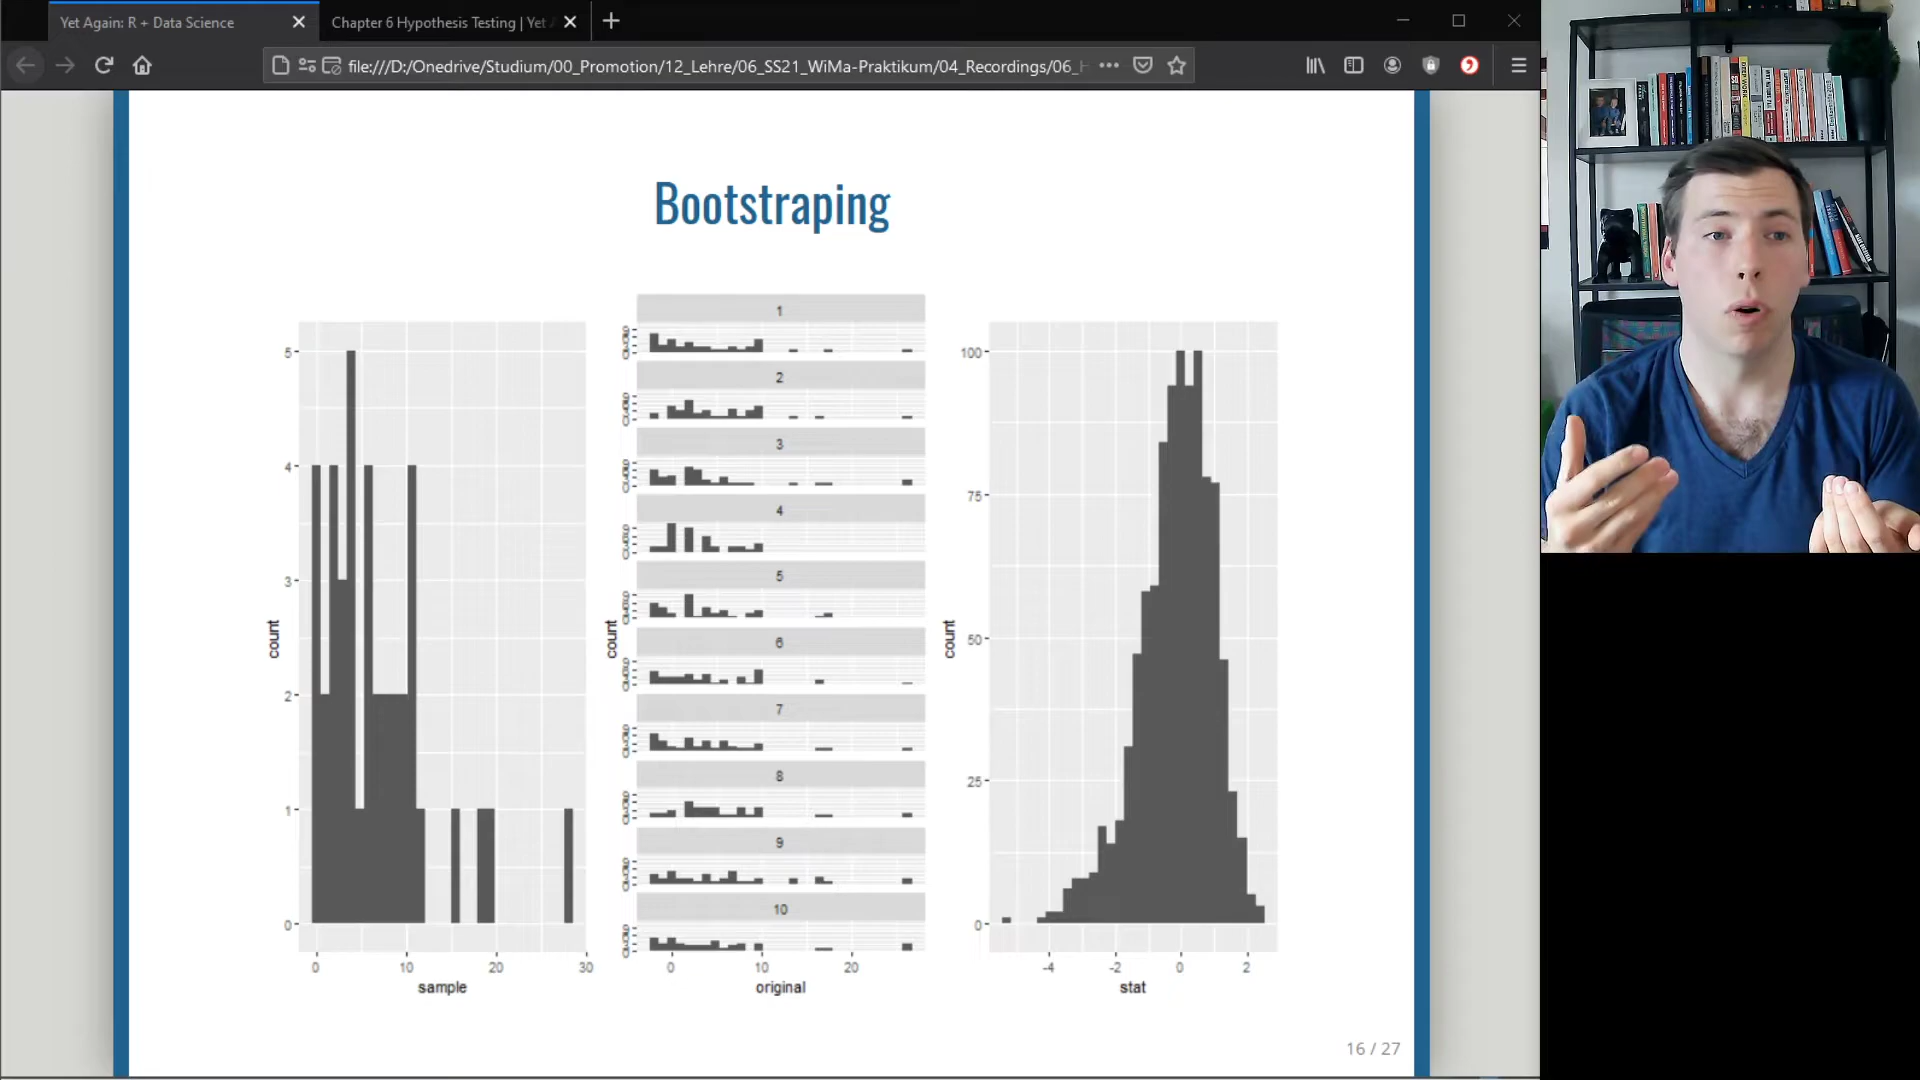 Yet Again: R + Data Science
Chapter 6 Hypothesis Testing | Yet A
file:///D:/Onedrive/Studium/00_Promotion/12_Lehre/06_SS21_WiMa-Praktikum/04_Recordings/06_H
Bootstraping
5
4
3
2
1
0
count
0 10 20 30
sample
1
2
3
4
5
6
7
8
9
10
count
0 10 20
original
100
75
50
25
0
count
-4 -2 0 2
stat
16 / 27